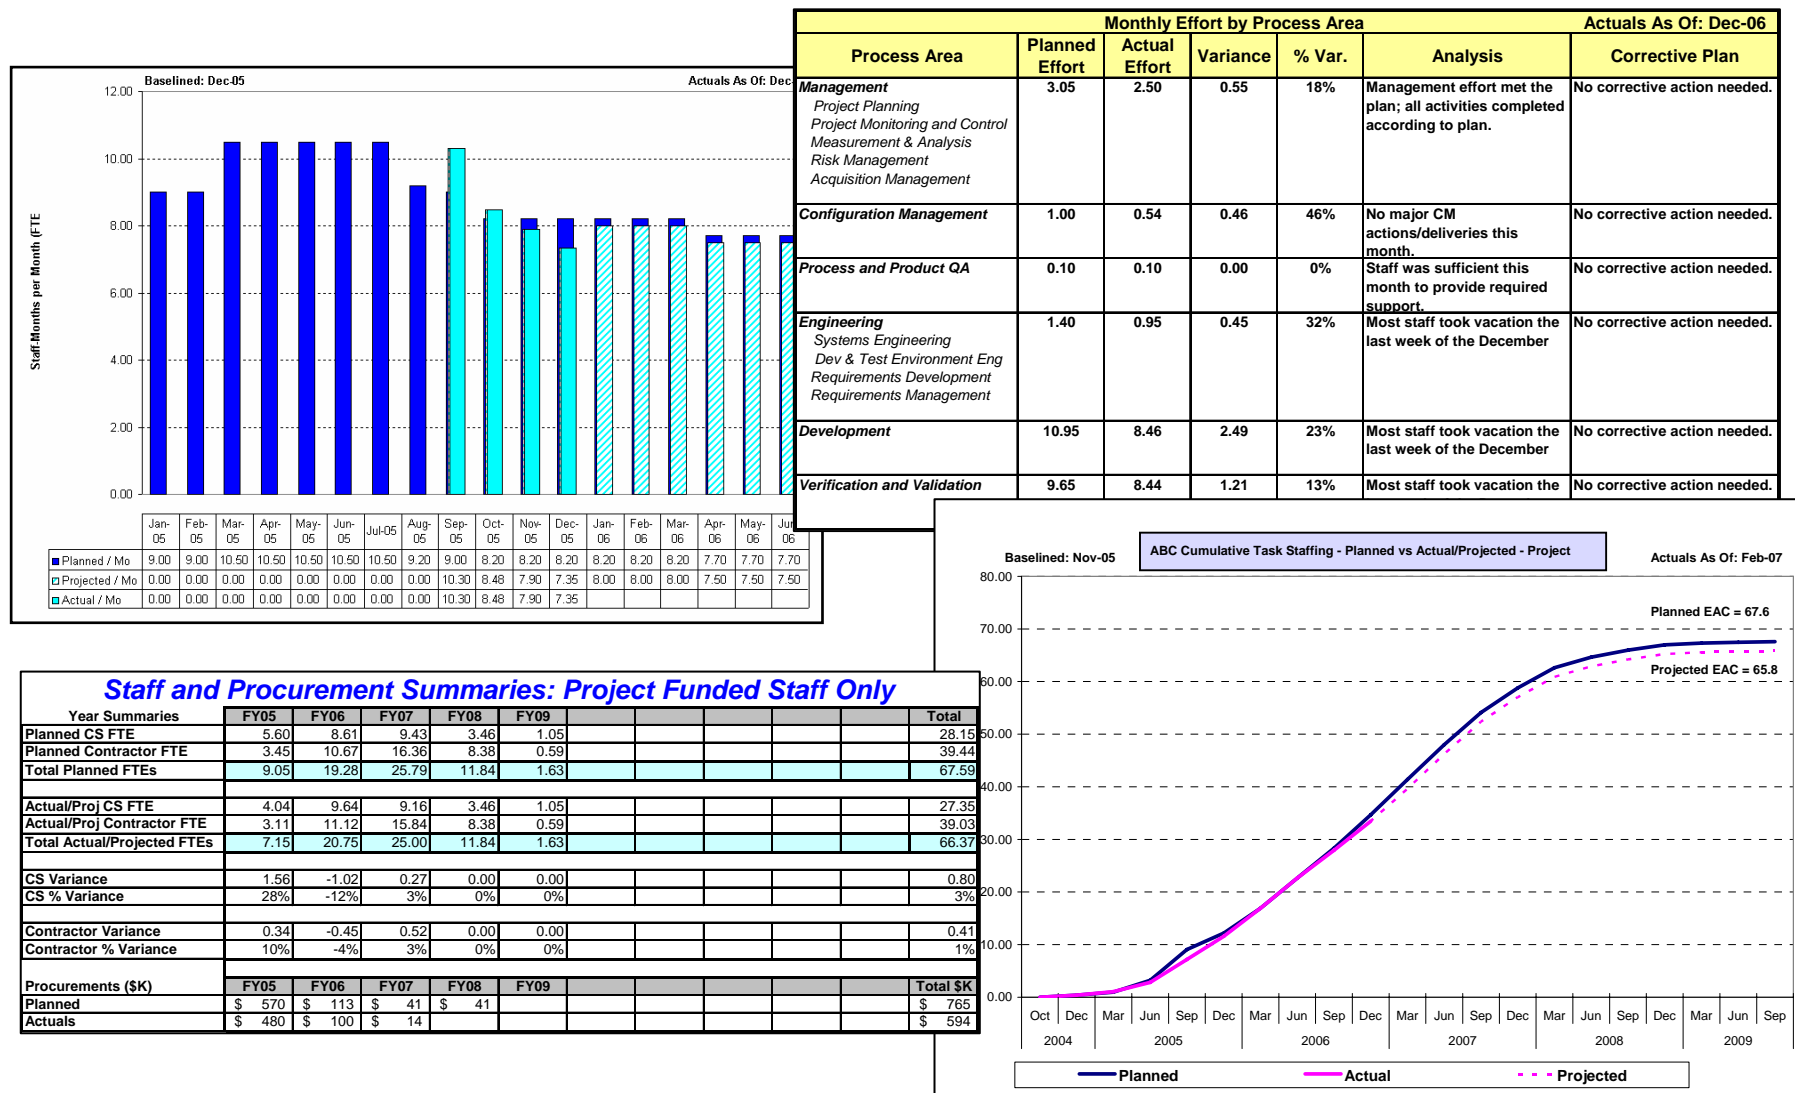 Baselined: Dec-05 Actuals As Of: Dec-
12.00
10.00
8.00
6.00
4.00
2.00
0.00
Staff-Months per Month (FTE
Jan-05 Feb-05 Mar-05 Apr-05 May-05 Jun-05 Jul-05 Aug-05 Sep-05 Oct-05 Nov-05 Dec-05 Jan-06 Feb-06 Mar-06 Apr-06 May-06 Jun-06
Planned / Mo 9.00 9.00 10.50 10.50 10.50 10.50 10.50 9.20 9.00 8.20 8.20 8.20 8.20 8.20 8.20 7.70 7.70 7.70
Projected / Mo 0.00 0.00 0.00 0.00 0.00 0.00 0.00 0.00 10.30 8.48 7.90 7.35 8.00 8.00 8.00 7.50 7.50 7.50
Actual / Mo 0.00 0.00 0.00 0.00 0.00 0.00 0.00 0.00 10.30 8.48 7.90 7.35
Monthly Effort by Process Area Actuals As Of: Dec-06
Process Area Planned Effort Actual Effort Variance % Var. Analysis Corrective Plan
Management 3.05 2.50 0.55 18% Management effort met the No corrective action needed.
Project Planning plan; all activities completed
Project Monitoring and Control according to plan.
Measurement & Analysis
Risk Management
Acquisition Management
Configuration Management 1.00 0.54 0.46 46% No major CM No corrective action needed.
actions/deliveries this
month.
Process and Product QA 0.10 0.10 0.00 0% Staff was sufficient this No corrective action needed.
month to provide required
support.
Engineering 1.40 0.95 0.45 32% Most staff took vacation the No corrective action needed.
Systems Engineering last week of the December
Dev & Test Environment Eng
Requirements Development
Requirements Management
Development 10.95 8.46 2.49 23% Most staff took vacation the No corrective action needed.
last week of the December
Verification and Validation 9.65 8.44 1.21 13% Most staff took vacation the No corrective action needed.
Staff and Procurement Summaries: Project Funded Staff Only
Year Summaries FY05 FY06 FY07 FY08 FY09 Total
Planned CS FTE 5.60 8.61 9.43 3.46 1.05 28.15
Planned Contractor FTE 3.45 10.67 16.36 8.38 0.59 39.44
Total Planned FTEs 9.05 19.28 25.79 11.84 1.63 67.59
Actual/Proj CS FTE 4.04 9.64 9.16 3.46 1.05 27.35
Actual/Proj Contractor FTE 3.11 11.12 15.84 8.38 0.59 39.03
Total Actual/Projected FTEs 7.15 20.75 25.00 11.84 1.63 66.37
CS Variance 1.56 -1.02 0.27 0.00 0.00 0.80
CS % Variance 28% -12% 3% 0% 0% 3%
Contractor Variance 0.34 -0.45 0.52 0.00 0.00 0.41
Contractor % Variance 10% -4% 3% 0% 0% 1%
Procurements ($K) FY05 FY06 FY07 FY08 FY09 Total $K
Planned $ 570 $ 113 $ 41 $ 41 $ 765
Actuals $ 480 $ 100 $ 14 $ 594
Baselined: Nov-05 ABC Cumulative Task Staffing - Planned vs Actual/Projected - Project Actuals As Of: Feb-07
80.00
70.00
60.00
50.00
40.00
30.00
20.00
10.00
0.00
Planned EAC = 67.6
Projected EAC = 65.8
Oct Dec Mar Jun Sep Dec Mar Jun Sep Dec Mar Jun Sep Dec Mar Jun Sep Dec Mar Jun Sep
2004 2005 2006 2007 2008 2009
Planned Actual Projected